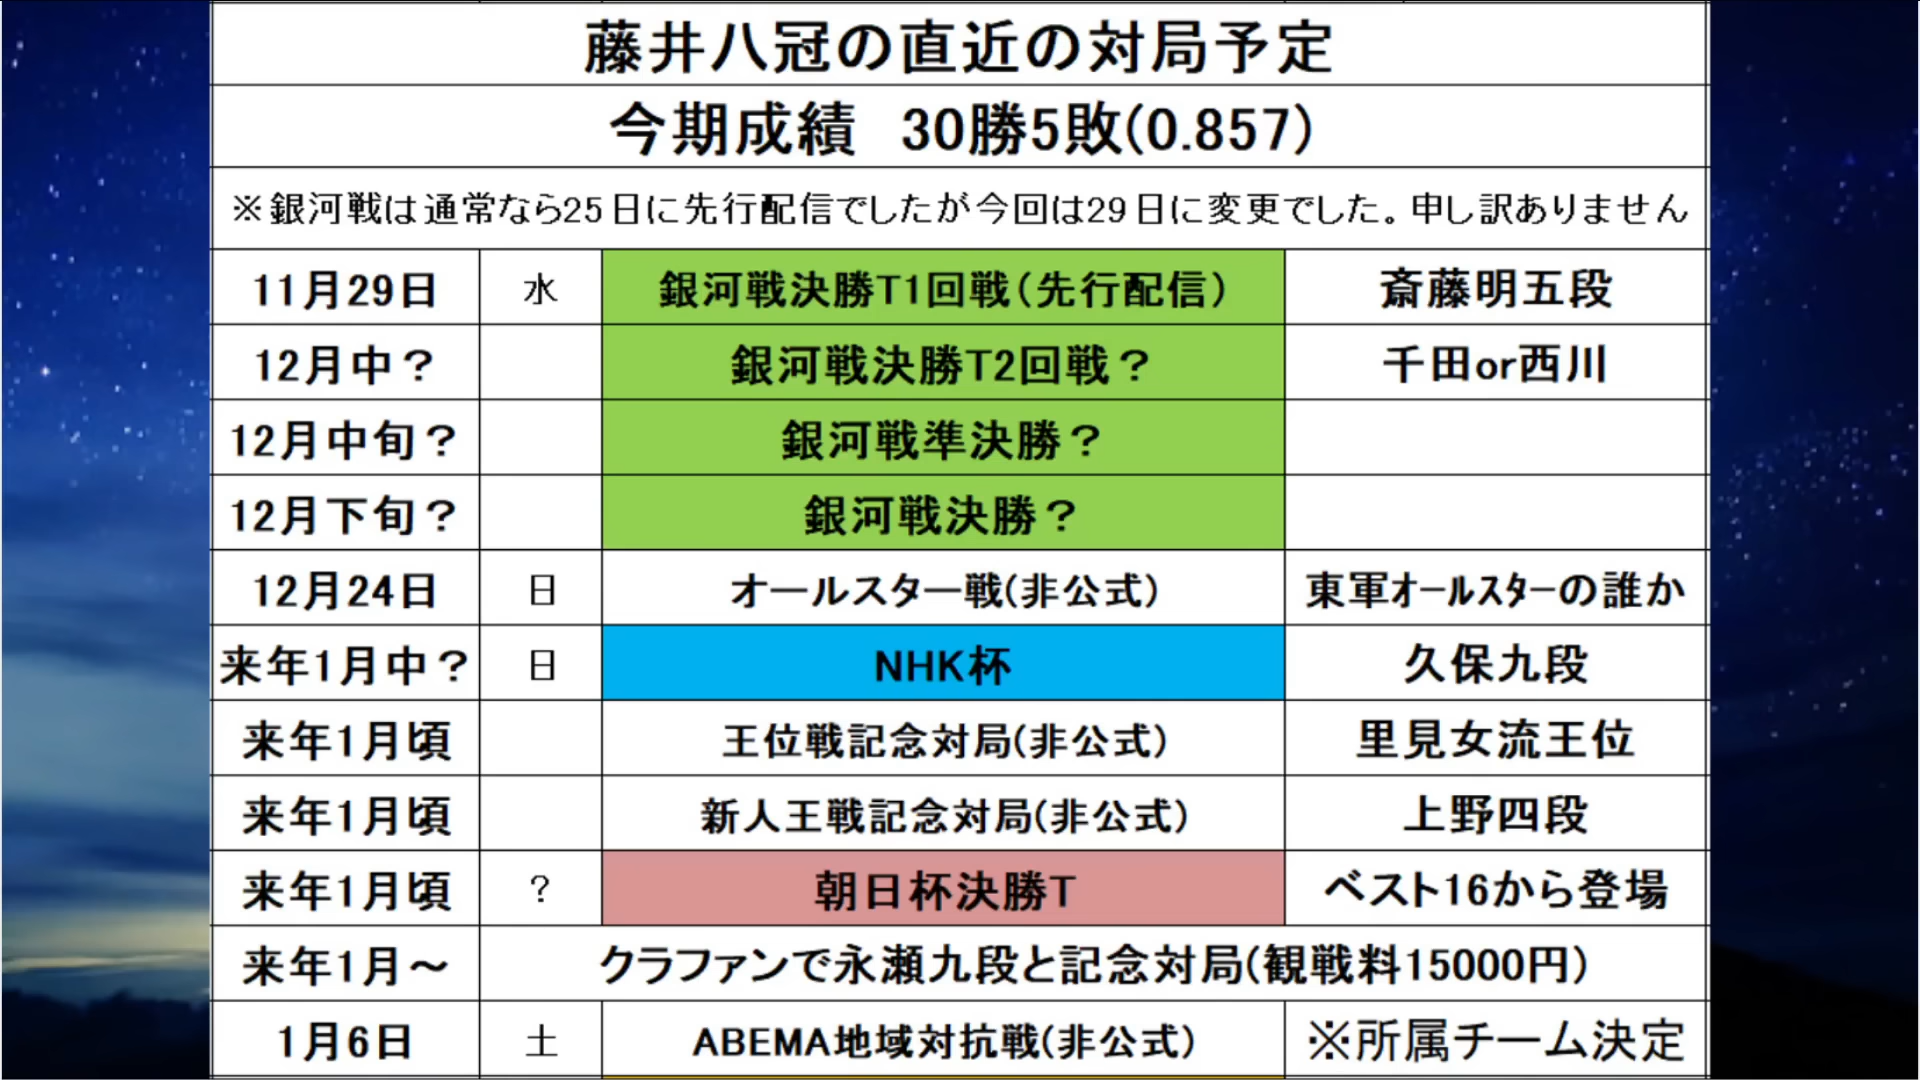 藤井八冠の直近の対局予定
今期成績　30勝5敗(0.857)
※銀河戦は通常なら25日に先行配信でしたが今回は29日に変更でした。申し訳ありません
11月29日 水 銀河戦決勝T1回戦(先行配信) 斎藤明五段
12月中？ 銀河戦決勝T2回戦？ 千田or西川
12月中旬？ 銀河戦準決勝？
12月下旬？ 銀河戦決勝？
12月24日 日 オールスター戦(非公式) 東軍ｵｰﾙｽﾀｰの誰か
来年1月中？ 日 NHK杯 久保九段
来年1月頃 王位戦記念対局(非公式) 里見女流王位
来年1月頃 新人王戦記念対局(非公式) 上野四段
来年1月頃 ？ 朝日杯決勝T ベスト16から登場
来年1月～ クラファンで永瀬九段と記念対局(観戦料15000円)
1月6日 土 ABEMA地域対抗戦(非公式) ※所属チーム決定